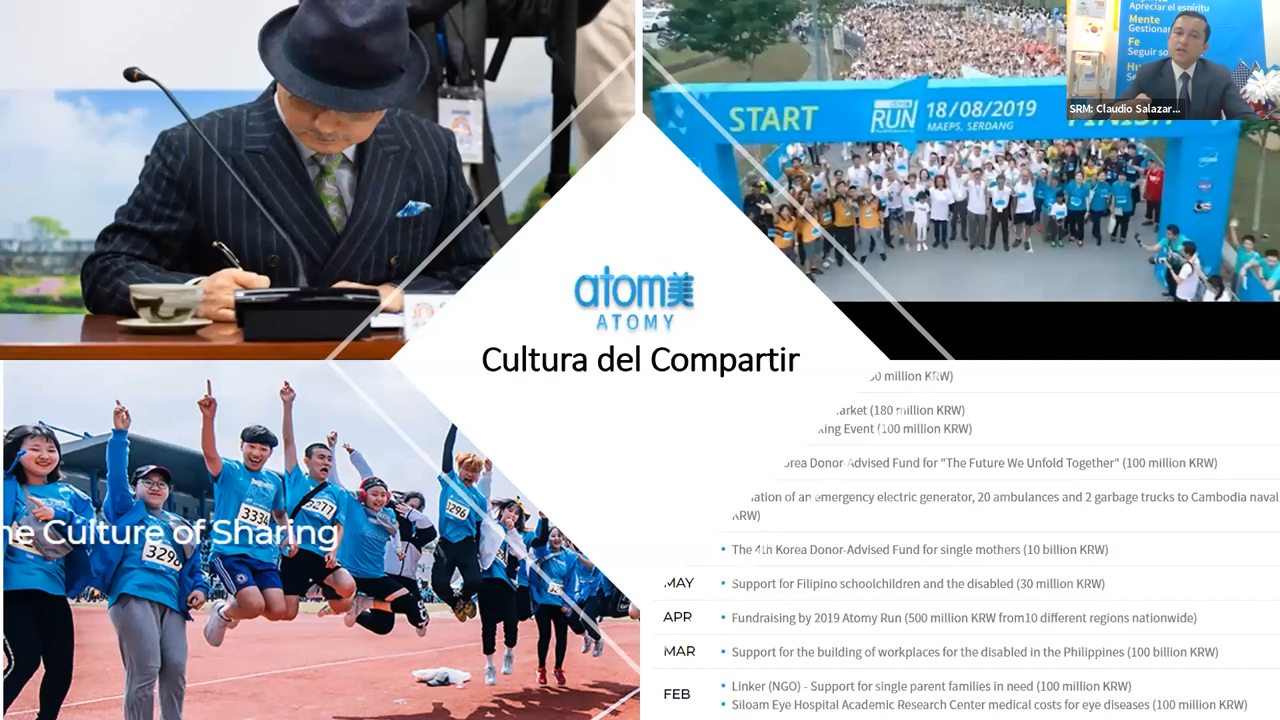 Apreciar el espíritu
Mente
Gestionar
Fe
Seguir so
SRM: Claudio Salazar...
START
RUN
18/08/2019
MAEPS, SERDANG
atom美
ATOMY
Cultura del Compartir
he Culture of Sharing
3334
3277
3296
3296
0 million KRW)
arket (180 million KRW)
king Event (100 million KRW)
orea Donor-Advised Fund for "The Future We Unfold Together" (100 million KRW)
ation of an emergency electric generator, 20 ambulances and 2 garbage trucks to Cambodia naval
KRW)
• The 4th Korea Donor-Advised Fund for single mothers (10 billion KRW)
MAY • Support for Filipino schoolchildren and the disabled (30 million KRW)
APR • Fundraising by 2019 Atomy Run (500 million KRW from10 different regions nationwide)
MAR • Support for the building of workplaces for the disabled in the Philippines (100 billion KRW)
FEB • Linker (NGO) - Support for single parent families in need (100 million KRW)
• Siloam Eye Hospital Academic Research Center medical costs for eye diseases (100 million KRW)